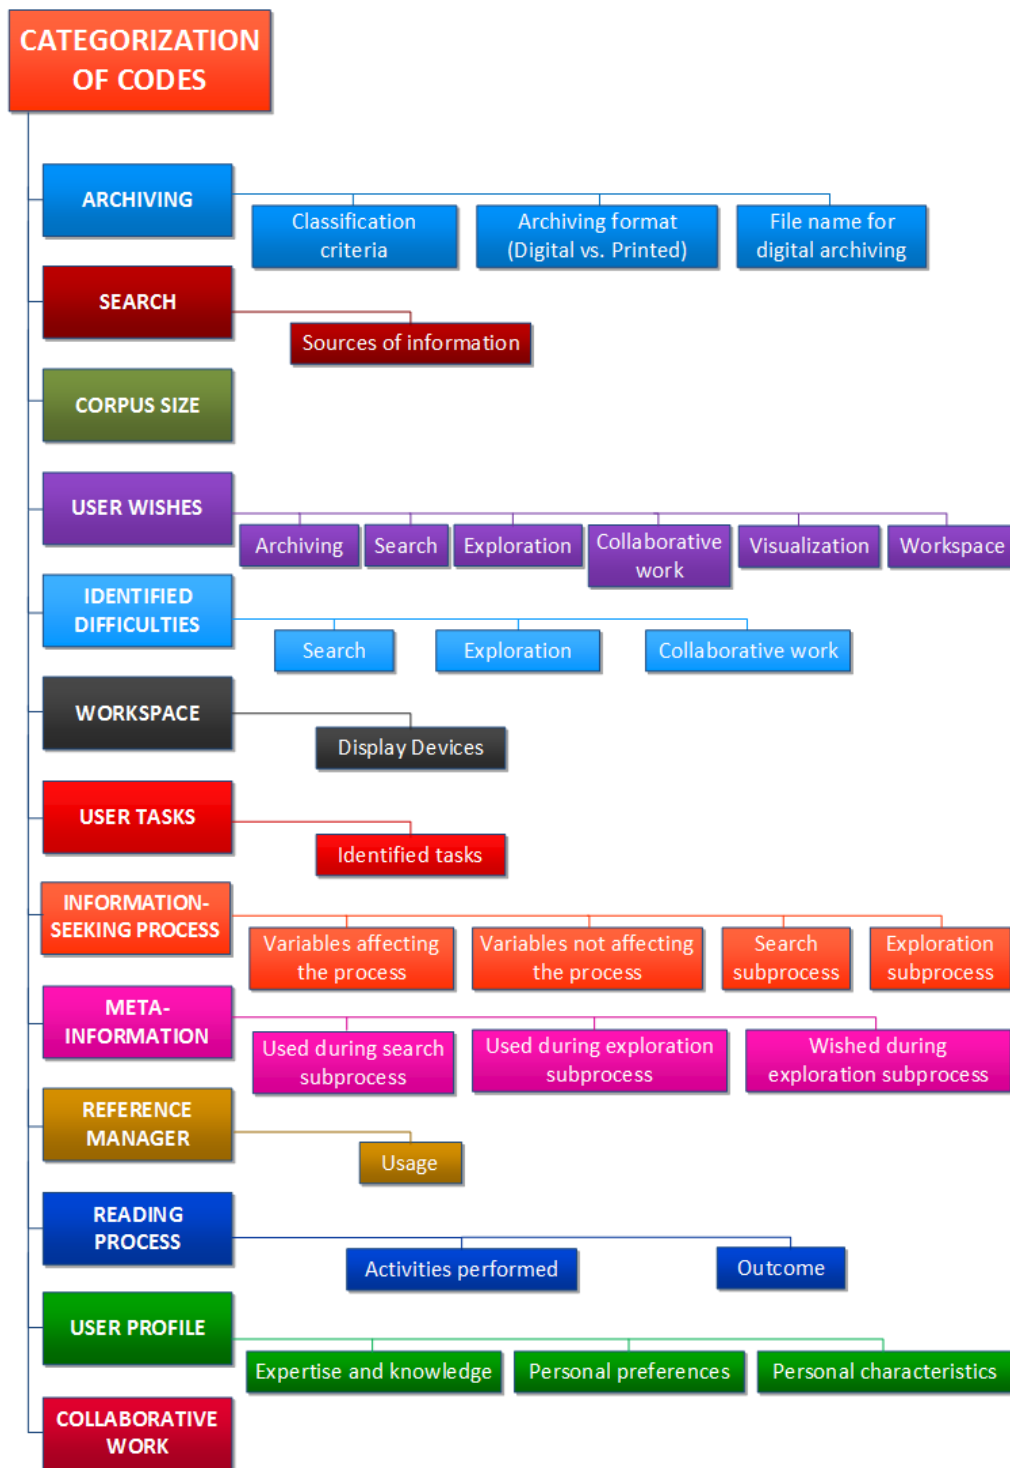 CATEGORIZATION
OF CODES
ARCHIVING
Classification
criteria
Archiving format
(Digital vs. Printed)
File name for
digital archiving
SEARCH
Sources of information
CORPUS SIZE
USER WISHES
Archiving
Search
Exploration
Collaborative
work
Visualization
Workspace
IDENTIFIED
DIFFICULTIES
Search
Exploration
Collaborative work
WORKSPACE
Display Devices
USER TASKS
Identified tasks
INFORMATION-
SEEKING PROCESS
Variables affecting
the process
Variables not affecting
the process
Search
subprocess
Exploration
subprocess
META-
INFORMATION
Used during search
subprocess
Used during exploration
subprocess
Wished during
exploration subprocess
REFERENCE
MANAGER
Usage
READING
PROCESS
Activities performed
Outcome
USER PROFILE
Expertise and knowledge
Personal preferences
Personal characteristics
COLLABORATIVE
WORK